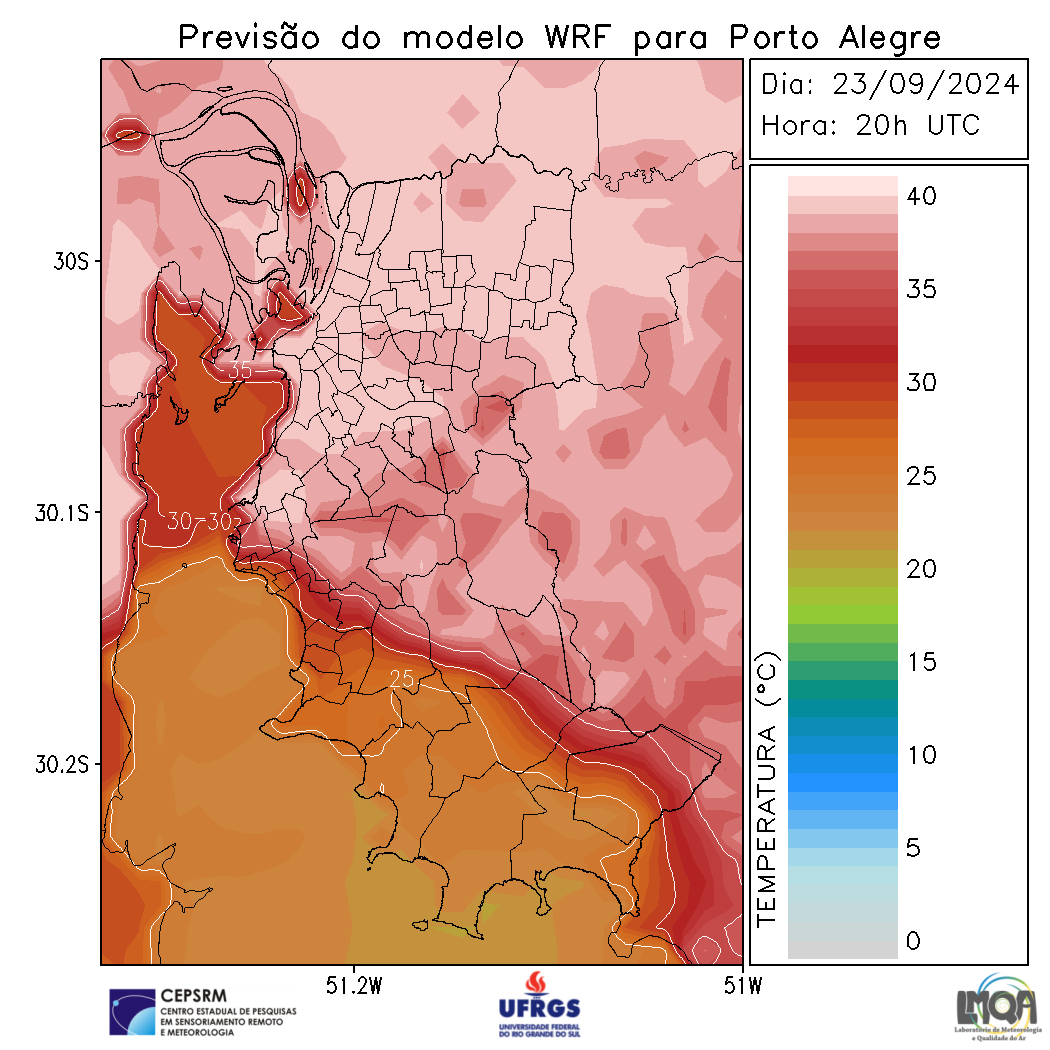 Previsão do modelo WRF para Porto Alegre
Dia: 23/09/2024
Hora: 20h UTC
40
35
30
25
20
15
10
5
0
TEMPERATURA (°C)
30S
30.1S
30.2S
51.2W
51W
35
30-30
25
CEPSRM
CENTRO ESTADUAL DE PESQUISAS
EM SENSORIAMENTO REMOTO
E METEOROLOGIA
UFRGS
UNIVERSIDADE FEDERAL
DO RIO GRANDE DO SUL
LMQA
Laboratório de Meteorologia
e Qualidade do Ar